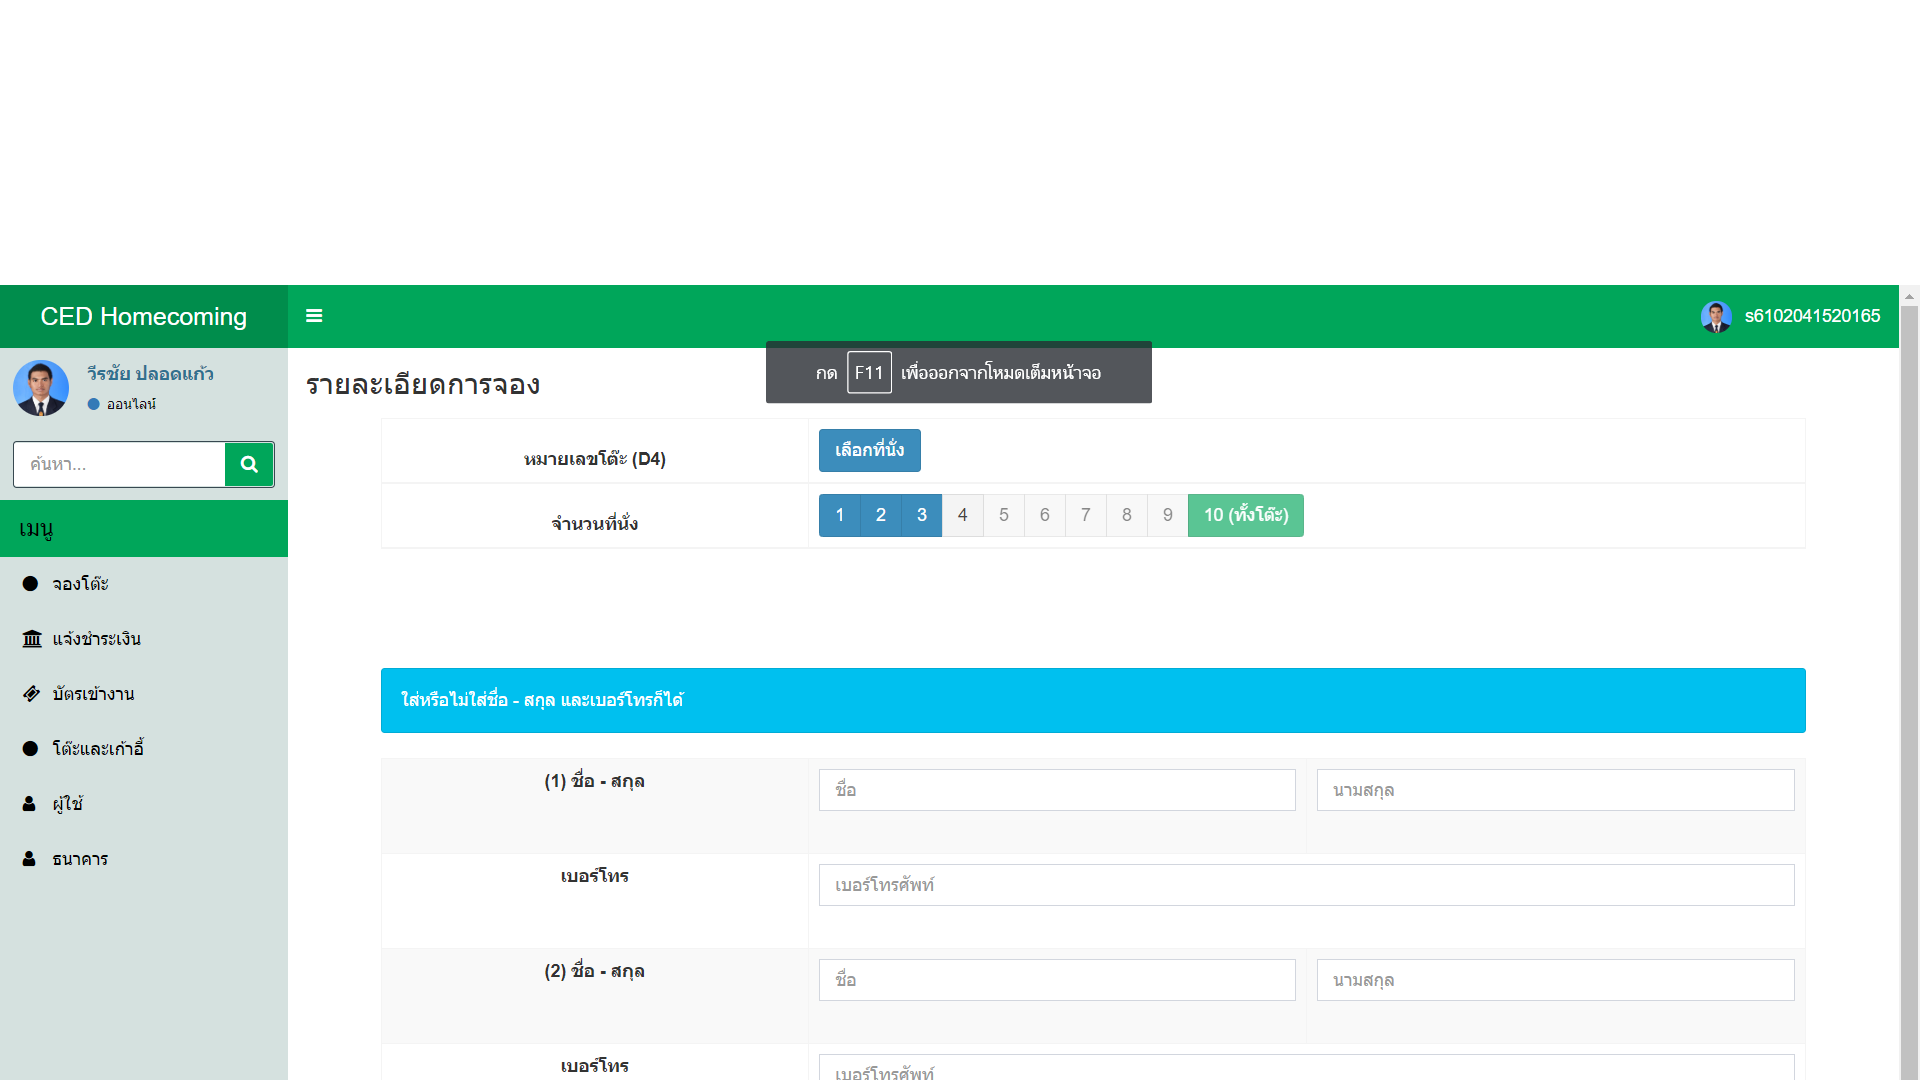 CED Homecoming
s6102041520165
วีรชัย ปลอดแก้ว
ออนไลน์
ค้นหา...
เมนู
จองโต๊ะ
แจ้งชำระเงิน
บัตรเข้างาน
โต๊ะและเก้าอี้
ผู้ใช้
ธนาคาร
กด F11 เพื่อออกจากโหมดเต็มหน้าจอ
รายละเอียดการจอง
หมายเลขโต๊ะ (D4) เลือกที่นั่ง
จำนวนที่นั่ง 1 2 3 4 5 6 7 8 9 10 (ทั้งโต๊ะ)
ใส่หรือไม่ใส่ชื่อ - สกุล และเบอร์โทรก็ได้
(1) ชื่อ - สกุล ชื่อ นามสกุล
เบอร์โทร เบอร์โทรศัพท์
(2) ชื่อ - สกุล ชื่อ นามสกุล
เบอร์โทร เบอร์โทรศัพท์